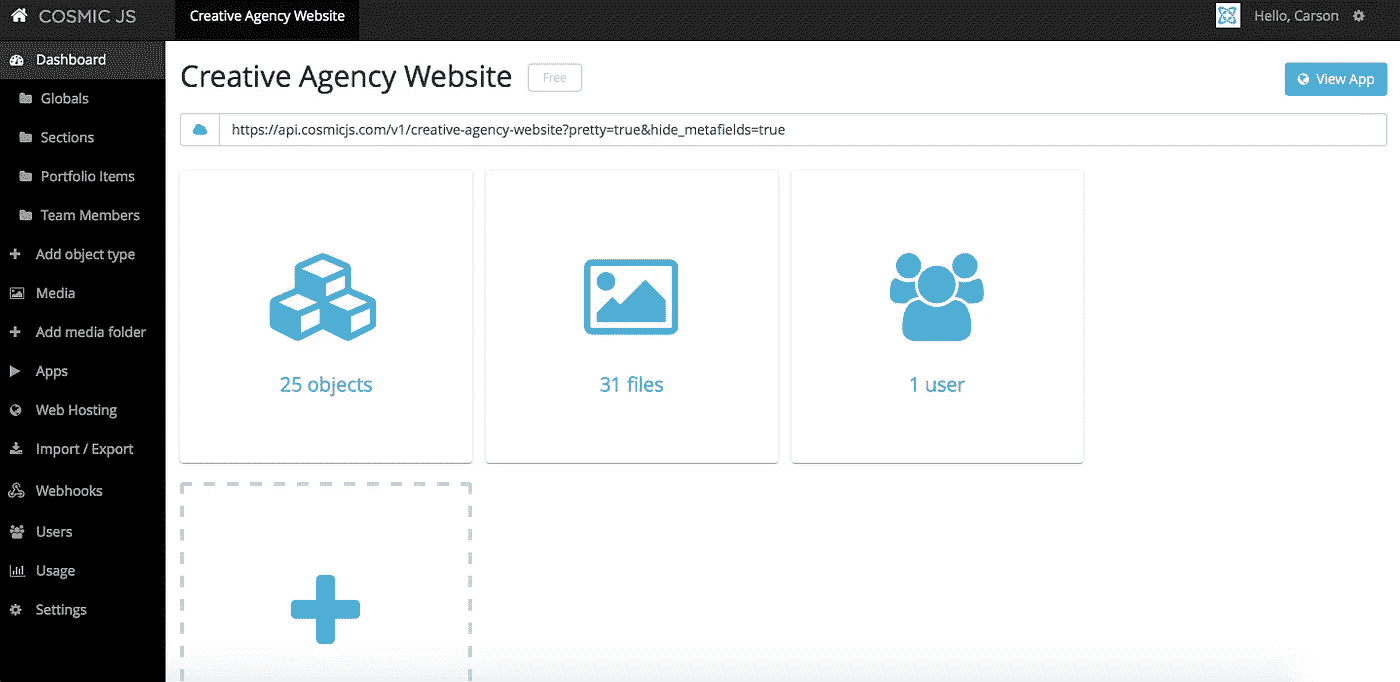 COSMIC JS
Creative Agency Website
Hello, Carson
Dashboard
Globals
Sections
Portfolio Items
Team Members
Add object type
Media
Add media folder
Apps
Web Hosting
Import / Export
Webhooks
Users
Usage
Settings
Creative Agency Website
Free
View App
https://api.cosmicjs.com/v1/creative-agency-website?pretty=true&hide_metafields=true
25 objects
31 files
1 user